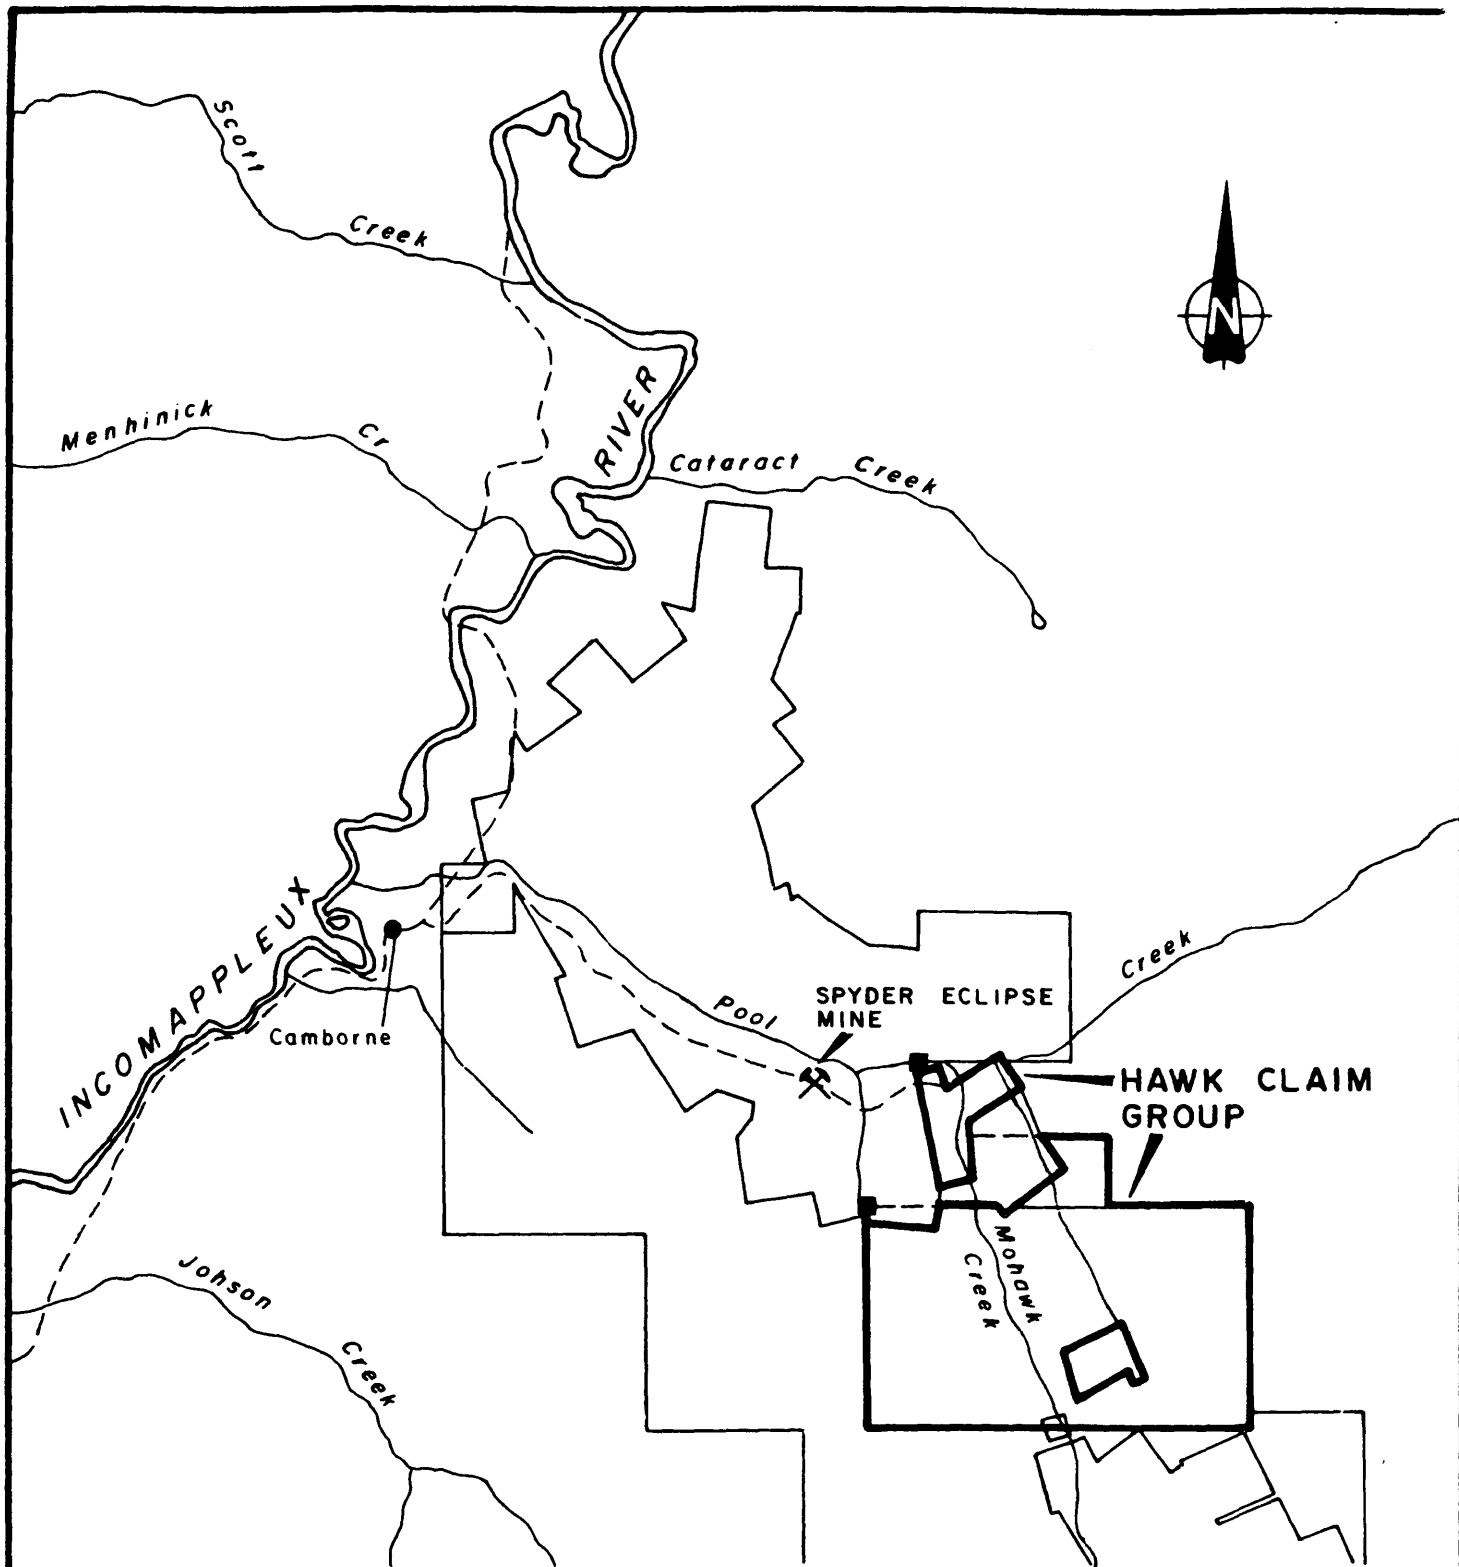 Scott
Creek
N
RIVER
Menhinick
Cr
Cataract Creek
INCOMAPPLEUX
Camborne
Pool
Creek
SPYDER ECLIPSE
MINE
HAWK CLAIM
GROUP
Mohawk
Creek
Johson
Creek